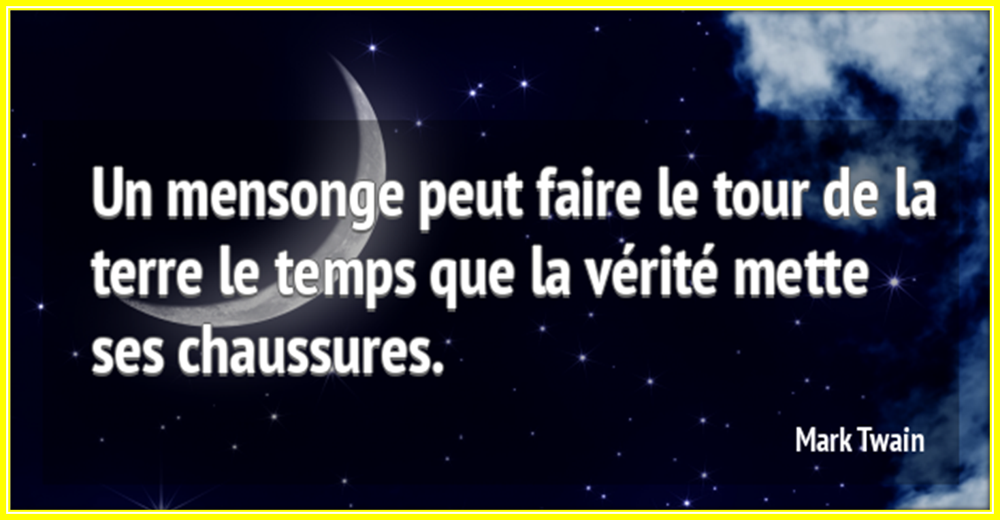 Un mensonge peut faire le tour de la
terre le temps que la vérité mette
ses chaussures.
Mark Twain